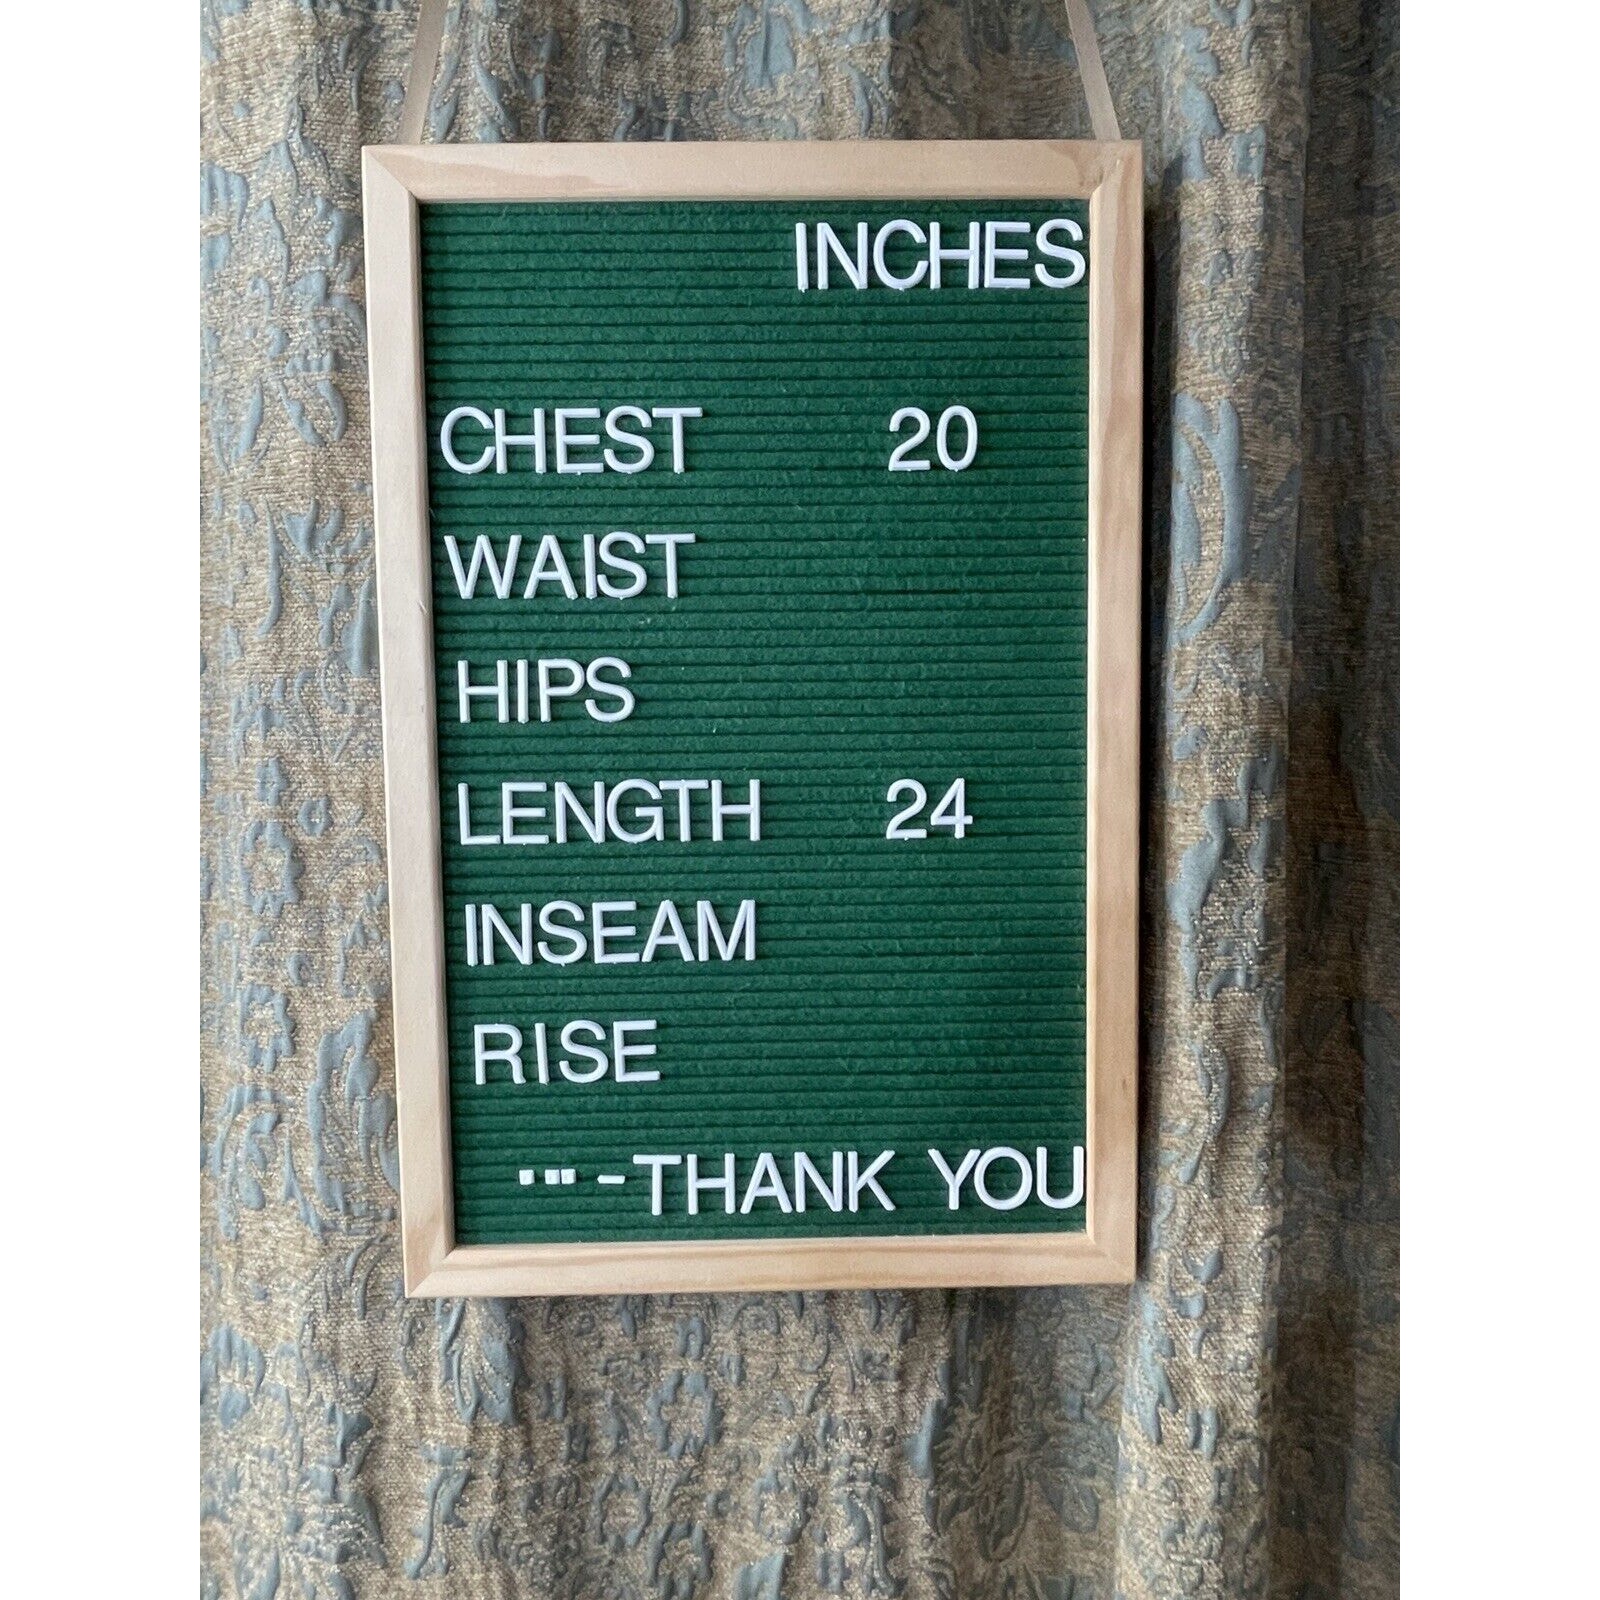 INCHES
CHEST 20
WAIST
HIPS
LENGTH 24
INSEAM
RISE
...-THANK YOU